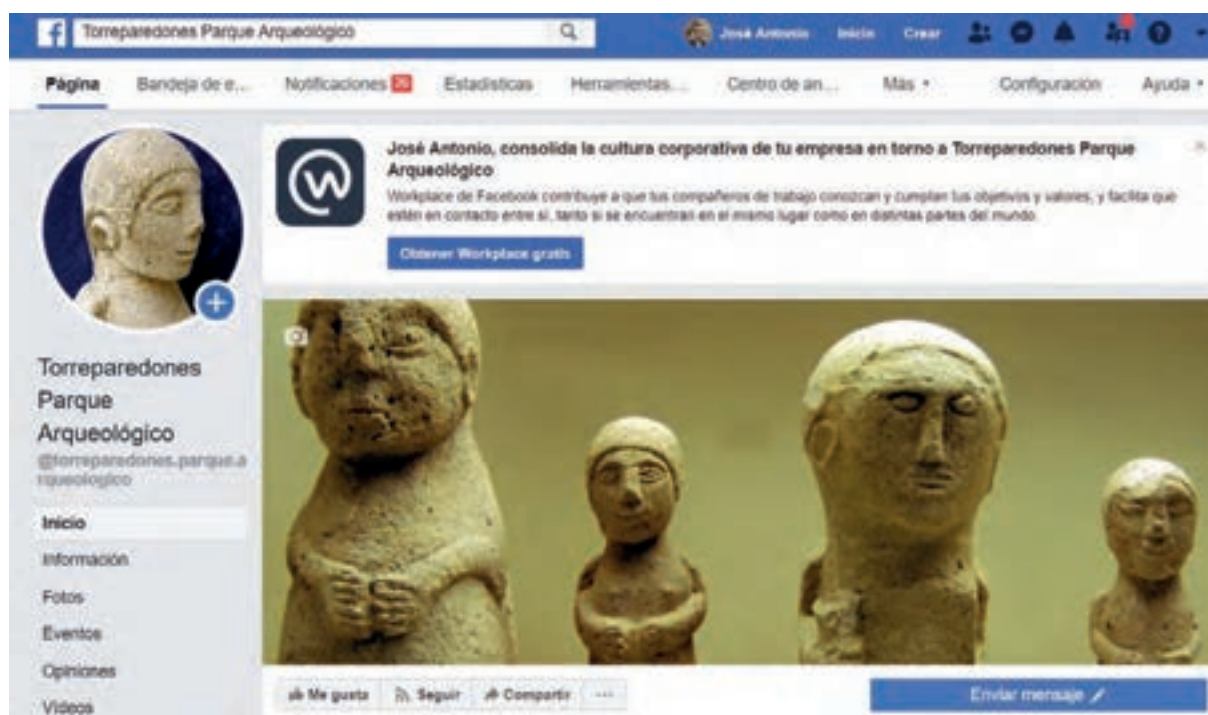 Torreparedones Parque Arqueológico
José Antonio Inicio Crear
Página Bandeja de e... Notificaciones 26 Estadísticas Herramientas... Centro de an... Más Configuración Ayuda
José Antonio, consolida la cultura corporativa de tu empresa en torno a Torreparedones Parque
Arqueológico
Workplace de Facebook contribuye a que tus compañeros de trabajo conozcan y cumplan tus objetivos y valores, y facilita que
estén en contacto entre sí, tanto si se encuentran en el mismo lugar como en distintas partes del mundo.
Obtener Workplace gratis
Torreparedones
Parque
Arqueológico
@torreparedones.parque.a
rqueologico
Inicio
Información
Fotos
Eventos
Opiniones
Vídeos
Me gusta Seguir Compartir ...
Enviar mensaje